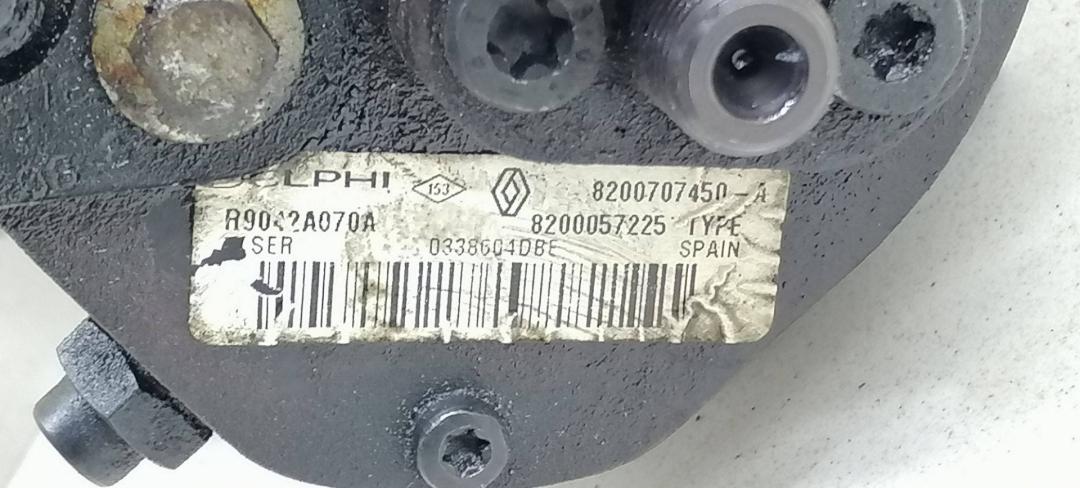 DELPHI 153 8200707450-A
R9042A070A 8200057225 TYPE
SER 0338604DBE SPAIN